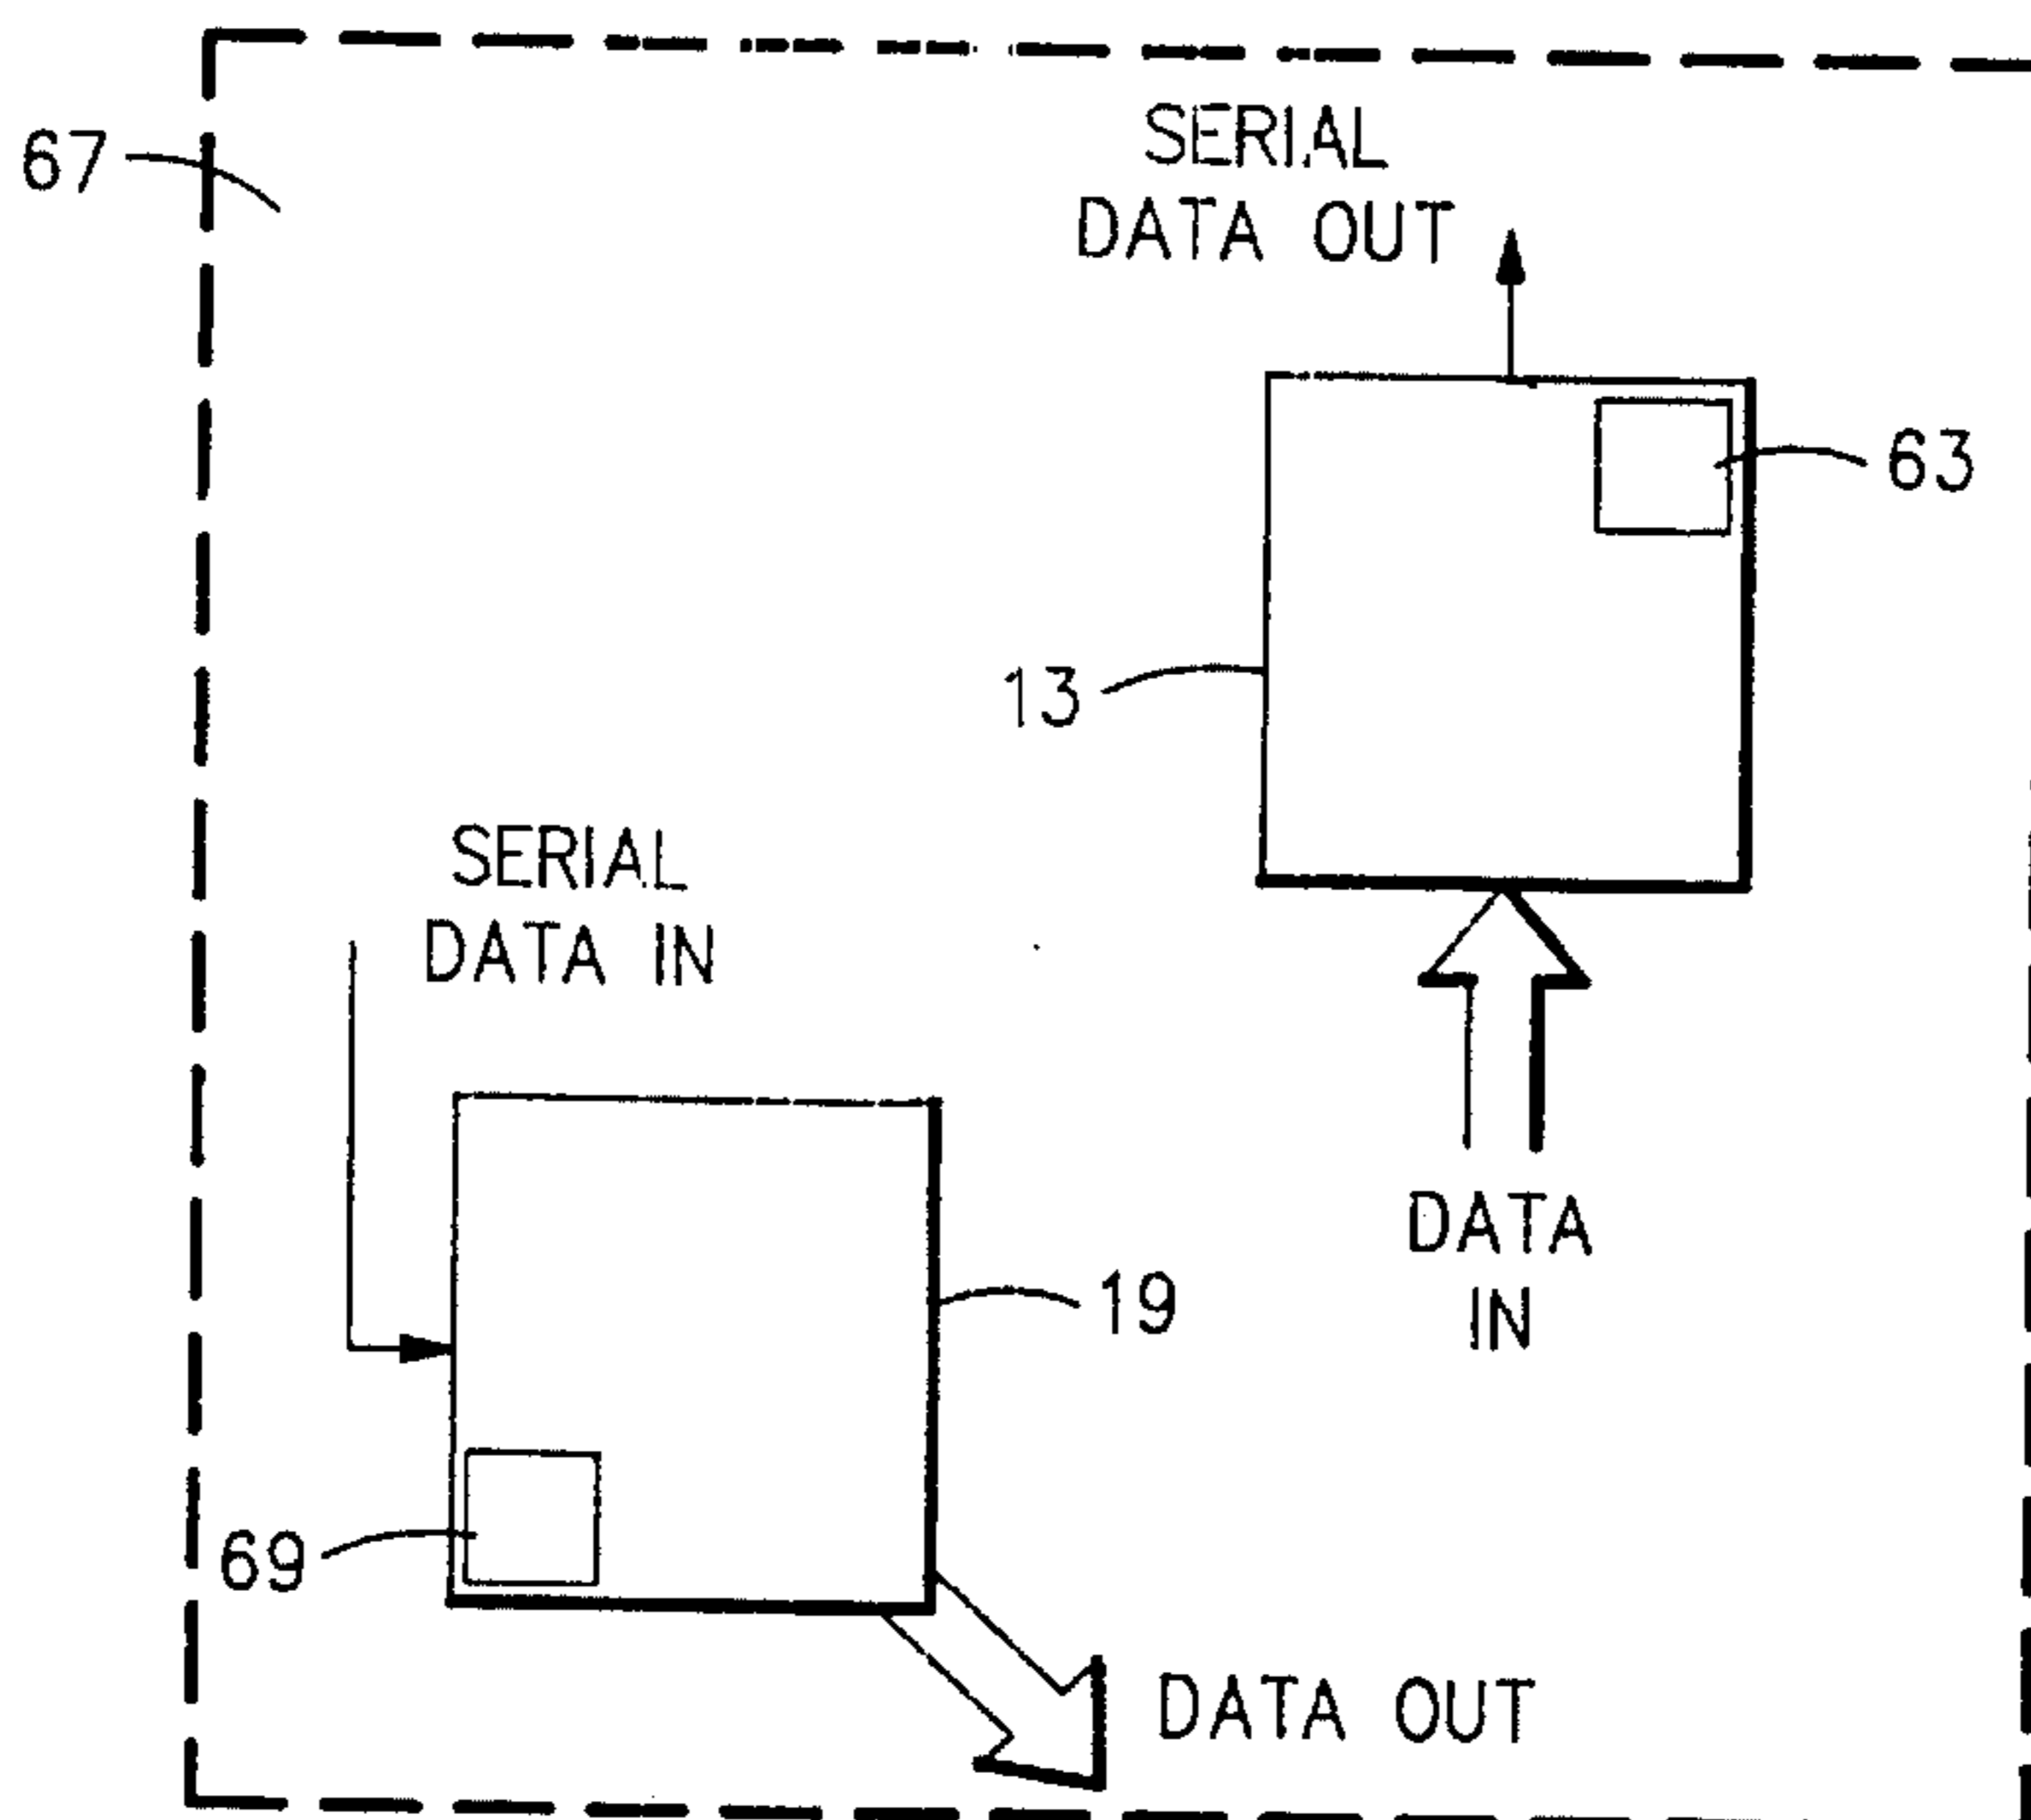 67
SERIAL
DATA OUT
63
13
SERIAL
DATA IN
19
DATA
IN
69
DATA OUT